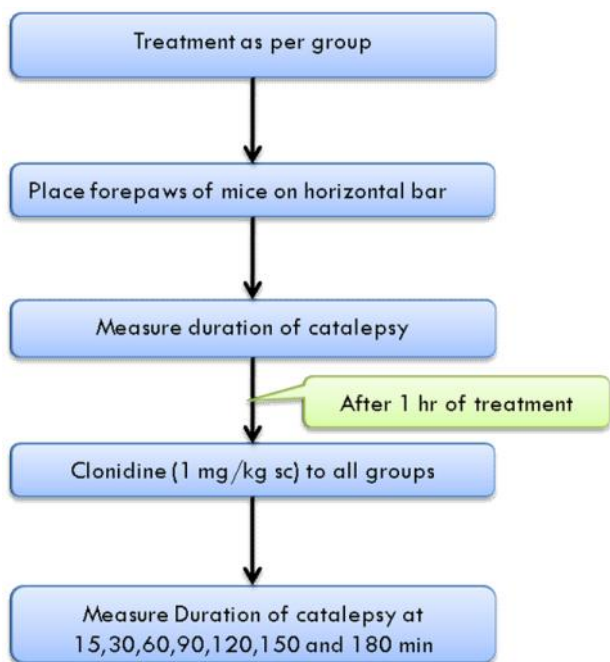 Treatment as per group
Place forepaws of mice on horizontal bar
Measure duration of catalepsy
After 1 hr of treatment
Clonidine (1 mg/kg sc) to all groups
Measure Duration of catalepsy at
15,30,60,90,120,150 and 180 min